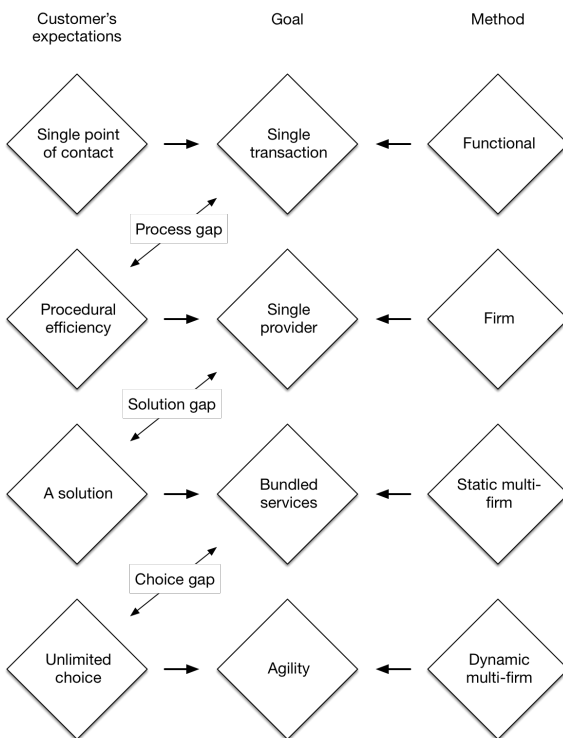 Customer's
expectations
Goal
Method
Single point
of contact
Single
transaction
Functional
Process gap
Procedural
efficiency
Single
provider
Firm
Solution gap
A solution
Bundled
services
Static multi-
firm
Choice gap
Unlimited
choice
Agility
Dynamic
multi-firm